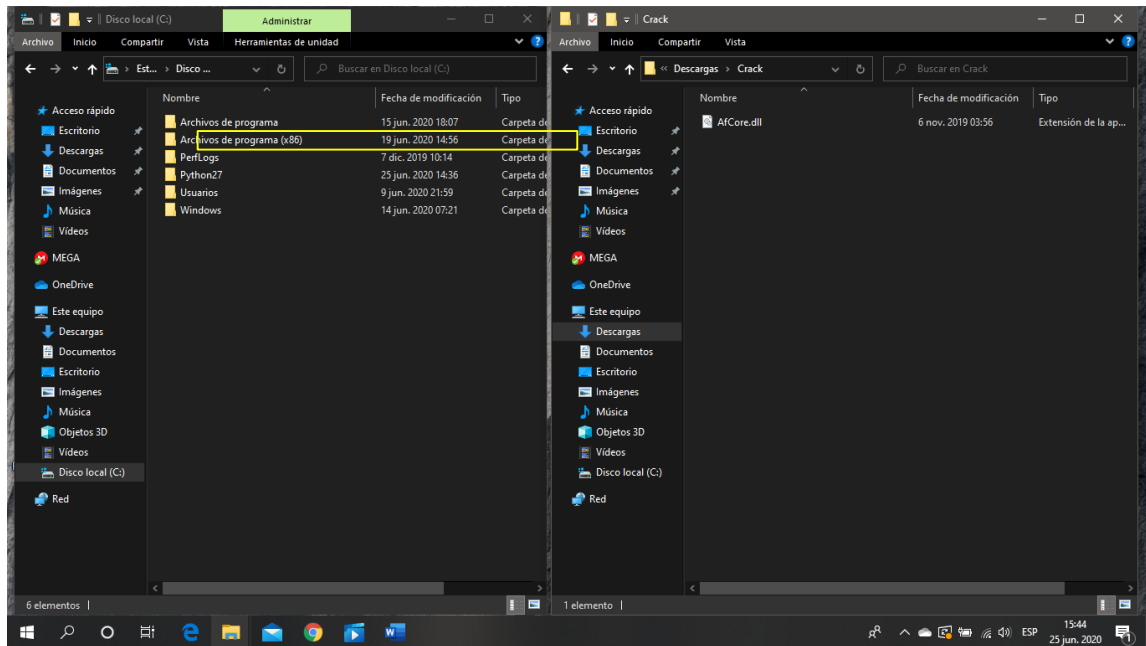 Disco local (C:)
Administrar
Archivo Inicio Compartir Vista Herramientas de unidad
Est... Disco ...
Buscar en Disco local (C:)
Acceso rápido
Escritorio
Descargas
Documentos
Imágenes
Música
Vídeos
MEGA
OneDrive
Este equipo
Descargas
Documentos
Escritorio
Imágenes
Música
Objetos 3D
Vídeos
Disco local (C:)
Red
Nombre Fecha de modificación Tipo
Archivos de programa 15 jun. 2020 18:07 Carpeta de
Archivos de programa (x86) 19 jun. 2020 14:56 Carpeta de
PerfLogs 7 dic. 2019 10:14 Carpeta de
Python27 25 jun. 2020 14:36 Carpeta de
Usuarios 9 jun. 2020 21:59 Carpeta de
Windows 14 jun. 2020 07:21 Carpeta de
6 elementos
Crack
Archivo Inicio Compartir Vista
« Descargas Crack
Buscar en Crack
Acceso rápido
Escritorio
Descargas
Documentos
Imágenes
Música
Vídeos
MEGA
OneDrive
Este equipo
Descargas
Documentos
Escritorio
Imágenes
Música
Objetos 3D
Vídeos
Disco local (C:)
Red
Nombre Fecha de modificación Tipo
AfCore.dll 6 nov. 2019 03:56 Extensión de la ap...
1 elemento
ESP
15:44
25 jun. 2020